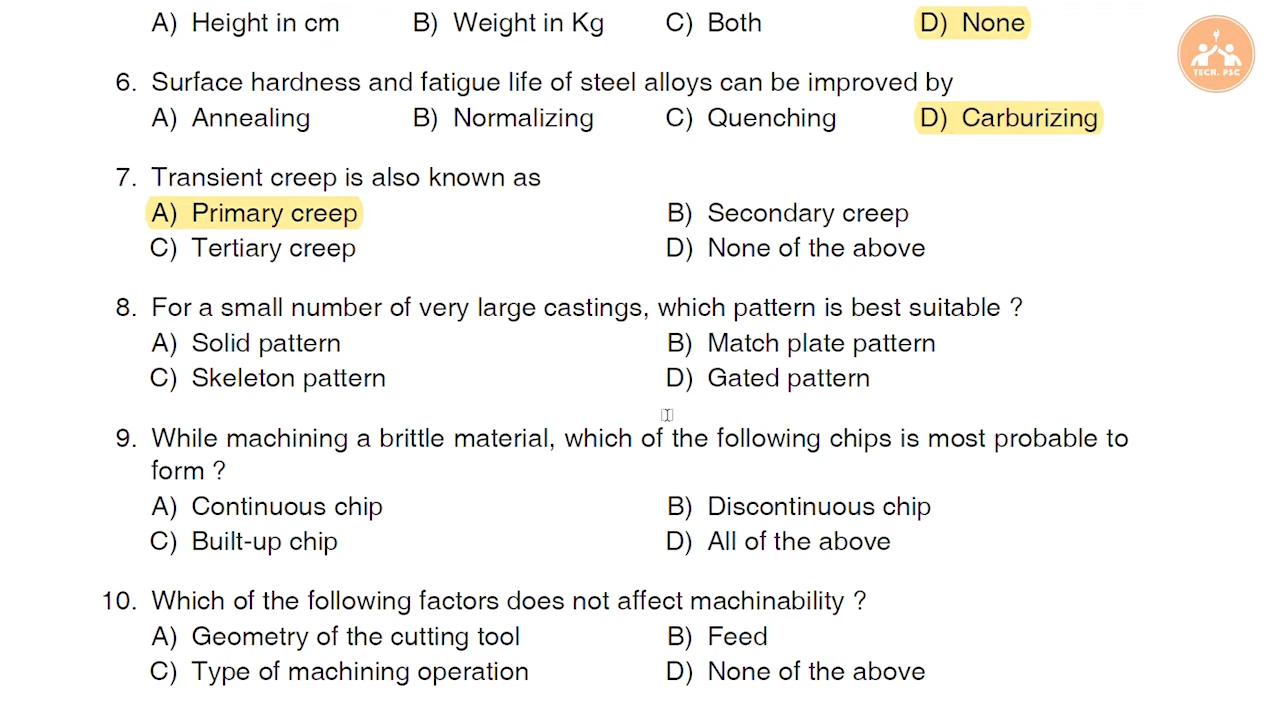 A) Height in cm B) Weight in Kg C) Both D) None
TECH. PSC
6. Surface hardness and fatigue life of steel alloys can be improved by
A) Annealing B) Normalizing C) Quenching D) Carburizing
7. Transient creep is also known as
A) Primary creep B) Secondary creep
C) Tertiary creep D) None of the above
8. For a small number of very large castings, which pattern is best suitable ?
A) Solid pattern B) Match plate pattern
C) Skeleton pattern D) Gated pattern
9. While machining a brittle material, which of the following chips is most probable to
form ?
A) Continuous chip B) Discontinuous chip
C) Built-up chip D) All of the above
10. Which of the following factors does not affect machinability ?
A) Geometry of the cutting tool B) Feed
C) Type of machining operation D) None of the above